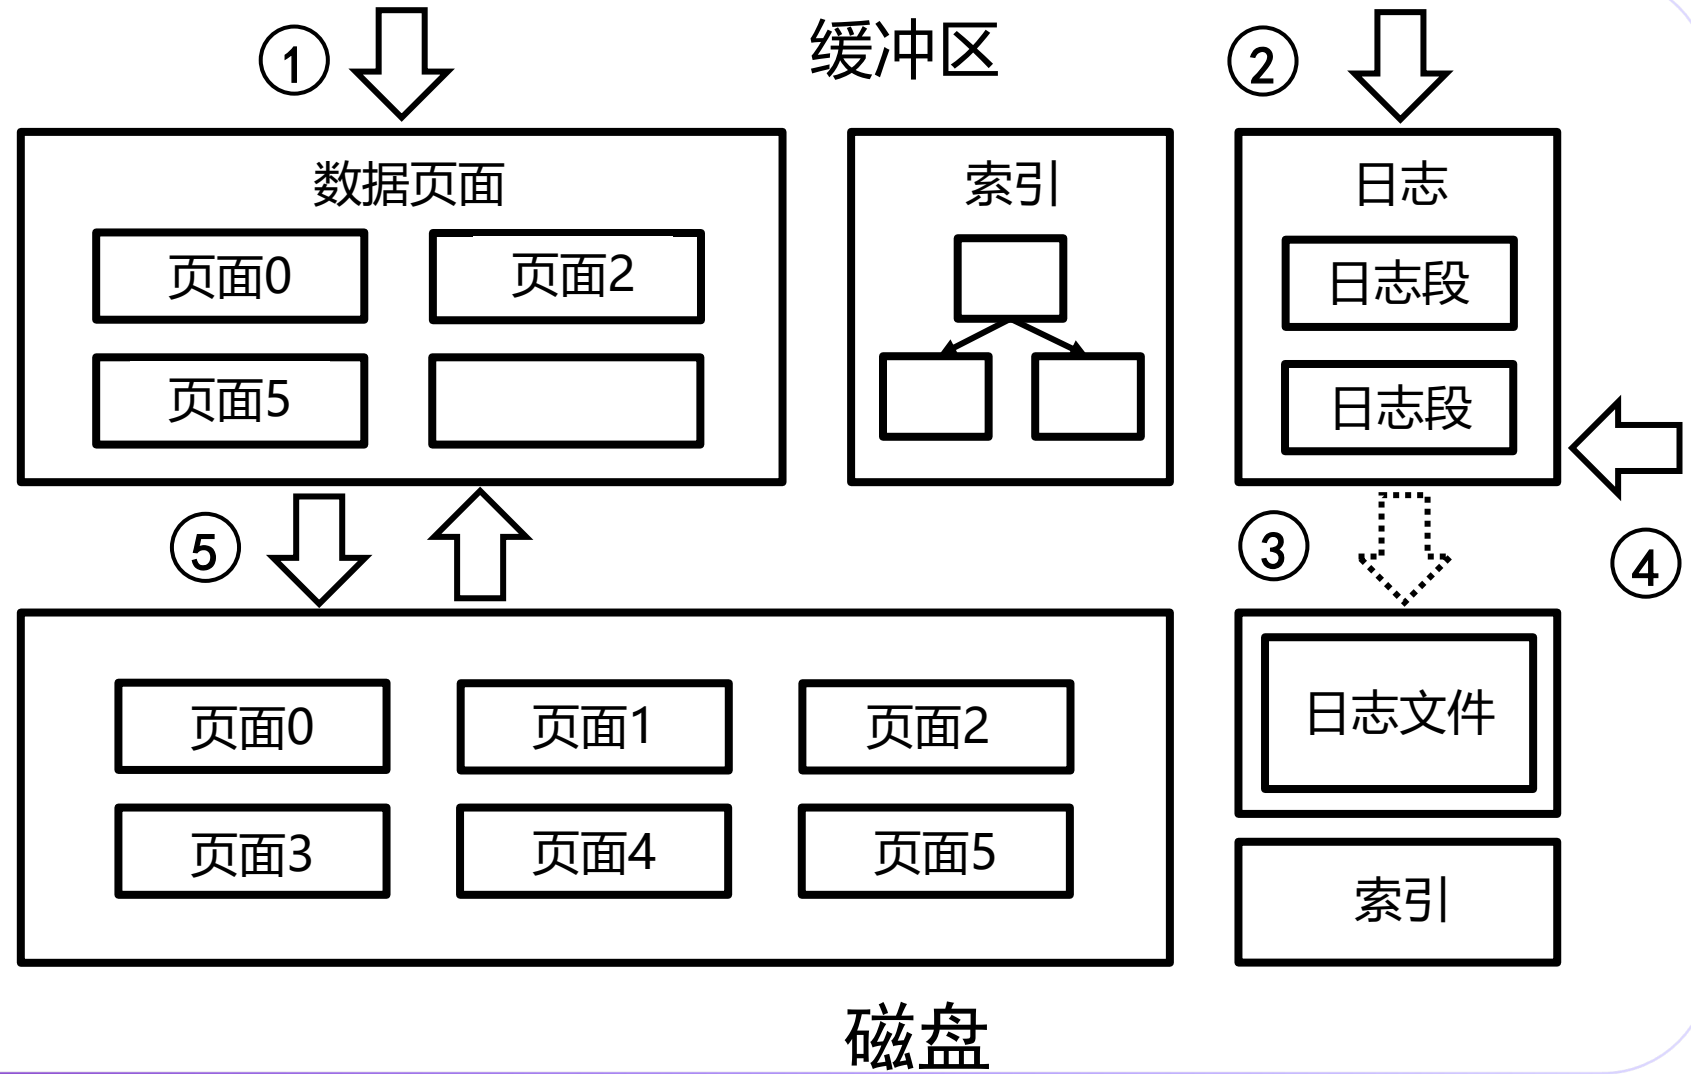 ①
缓冲区
②
数据页面
索引
日志
页面0
页面2
日志段
页面5
日志段
⑤
③
④
页面0
页面1
页面2
日志文件
页面3
页面4
页面5
索引
磁盘